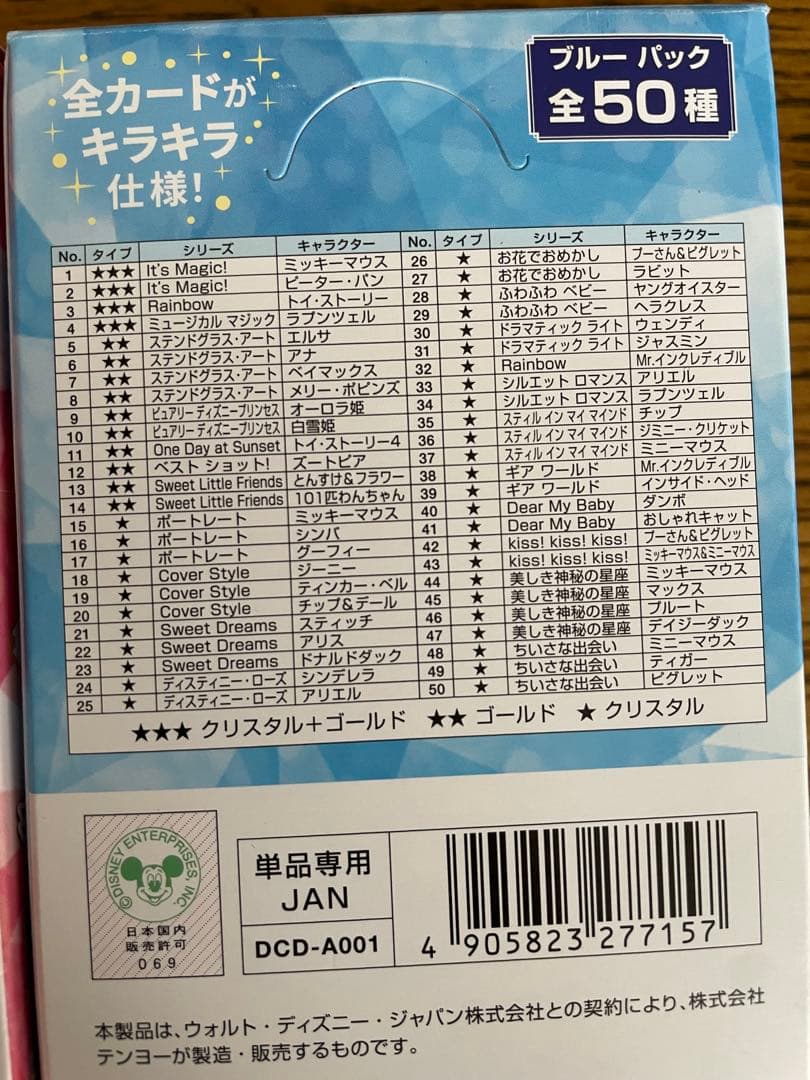 全カードが
キラキラ
仕様!
ブルー パック
全50種
No. タイプ シリーズ キャラクター No. タイプ シリーズ キャラクター
1 ★★★ It's Magic! ミッキーマウス 26 ★ お花でおめかし プーさん&ピグレット
2 ★★★ It's Magic! ピーター・パン 27 ★ お花でおめかし ラビット
3 ★★★ Rainbow トイ・ストーリー 28 ★ ふわふわ ベビー ヤングオイスター
4 ★★★ ミュージカル マジック ラプンツェル 29 ★ ふわふわ ベビー ヘラクレス
5 ★★ ステンドグラス・アート エルサ 30 ★ ドラマティック ライト ウェンディ
6 ★★ ステンドグラス・アート アナ 31 ★ ドラマティック ライト ジャスミン
7 ★★ ステンドグラス・アート ベイマックス 32 ★ Rainbow Mr.インクレディブル
8 ★★ ステンドグラス・アート メリー・ポピンズ 33 ★ シルエット ロマンス アリエル
9 ★★ ピュアリー ディズニープリンセス オーロラ姫 34 ★ シルエット ロマンス ラプンツェル
10 ★★ ピュアリー ディズニープリンセス 白雪姫 35 ★ スティル イン マイ マインド チップ
11 ★★ One Day at Sunset トイ・ストーリー4 36 ★ スティル イン マイ マインド ジミニー・クリケット
12 ★★ ベスト ショット! ズートピア 37 ★ スティル イン マイ マインド ミニーマウス
13 ★★ Sweet Little Friends とんすけ&フラワー 38 ★ ギア ワールド Mr.インクレディブル
14 ★★ Sweet Little Friends 101匹わんちゃん 39 ★ ギア ワールド インサイド・ヘッド
15 ★ ポートレート ミッキーマウス 40 ★ Dear My Baby ダンボ
16 ★ ポートレート シンバ 41 ★ Dear My Baby おしゃれキャット
17 ★ ポートレート グーフィー 42 ★ kiss! kiss! kiss! プーさん&ピグレット
18 ★ Cover Style ジーニー 43 ★ kiss! kiss! kiss! ミッキーマウス&ミニーマウス
19 ★ Cover Style ティンカー・ベル 44 ★ 美しき神秘の星座 ミッキーマウス
20 ★ Cover Style チップ&デール 45 ★ 美しき神秘の星座 マックス
21 ★ Sweet Dreams スティッチ 46 ★ 美しき神秘の星座 プルート
22 ★ Sweet Dreams アリス 47 ★ 美しき神秘の星座 デイジーダック
23 ★ Sweet Dreams ドナルドダック 48 ★ ちいさな出会い ミニーマウス
24 ★ ディスティニー・ローズ シンデレラ 49 ★ ちいさな出会い ティガー
25 ★ ディスティニー・ローズ アリエル 50 ★ ちいさな出会い ピグレット
★★★ クリスタル+ゴールド ★★ ゴールド ★ クリスタル
©DISNEY ENTERPRISES, INC.
日本国内
販売許可
069
単品専用
JAN
DCD-A001
4 905823 277157
本製品は、ウォルト・ディズニー・ジャパン株式会社との契約により、株式会社
テンヨーが製造・販売するものです。